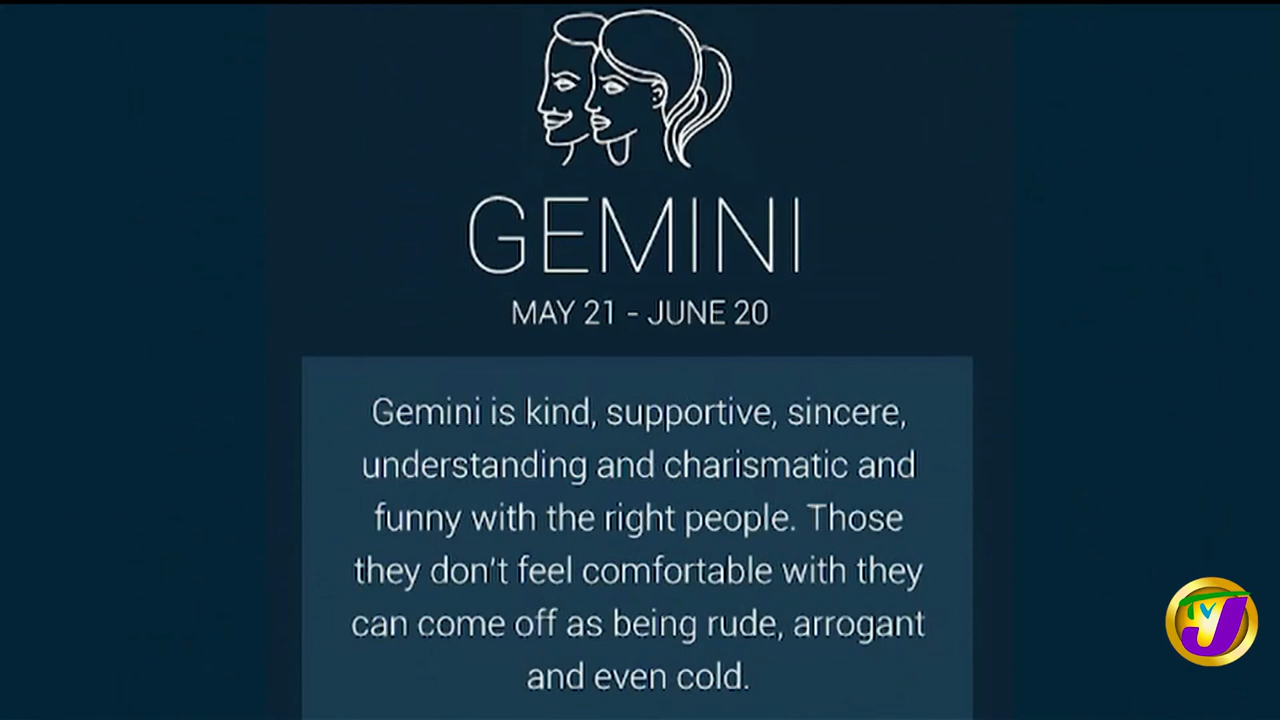 GEMINI
MAY 21 - JUNE 20
Gemini is kind, supportive, sincere,
understanding and charismatic and
funny with the right people. Those
they don't feel comfortable with they
can come off as being rude, arrogant
and even cold.
TVJ